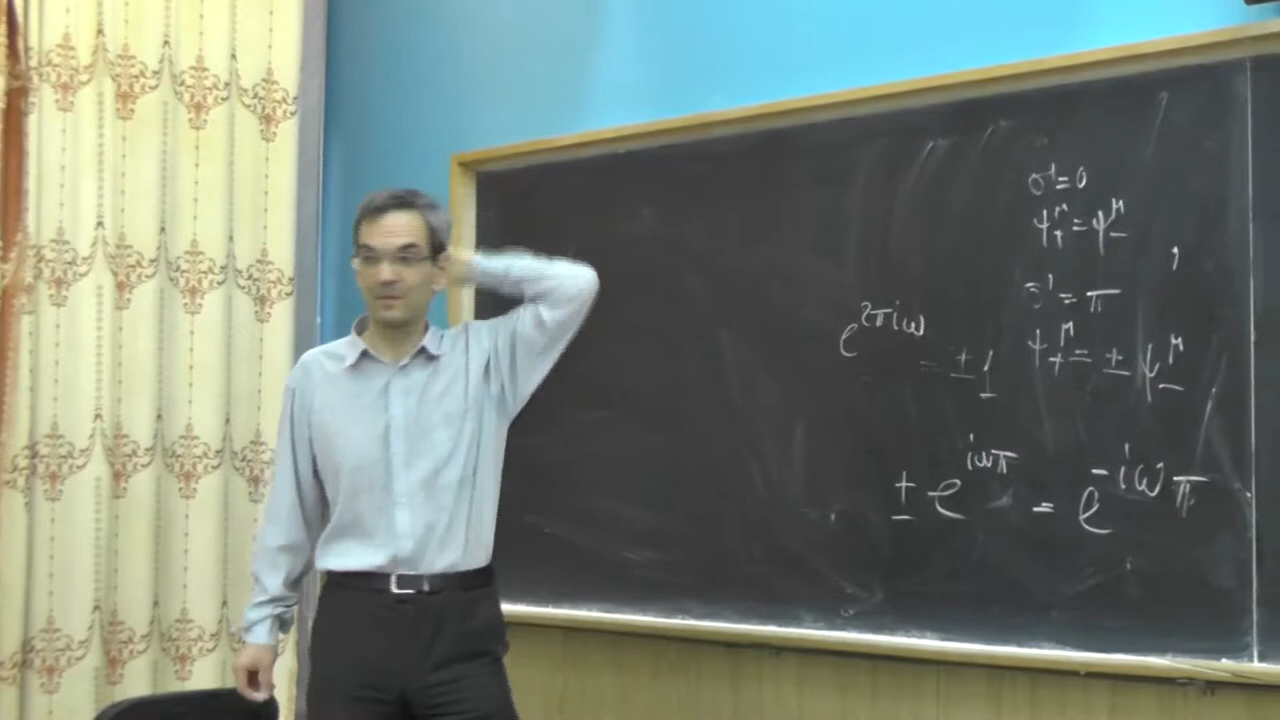 σ¹=0
ψ₊^μ=ψ₋^μ ,
σ¹=π
ψ₊^μ=±ψ₋^μ
e^{2πiω}=±1
±e^{iωπ}=e^{-iωπ}